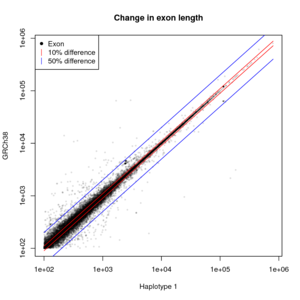 Change in exon length
Exon
10% difference
50% difference
GRCh38
1e+06
1e+05
1e+04
1e+03
1e+02
1e+02 1e+03 1e+04 1e+05 1e+06
Haplotype 1